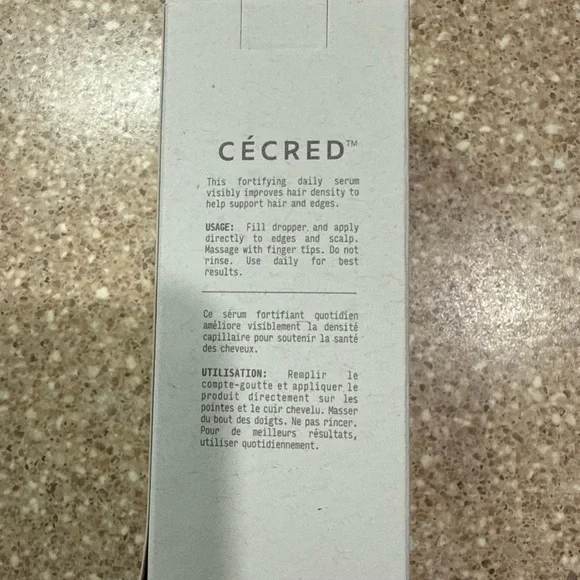 CÉCRED™
This fortifying daily serum
visibly improves hair density to
help support hair and edges.
USAGE: Fill dropper and apply
directly to edges and scalp.
Massage with finger tips. Do not
rinse. Use daily for best
results.
Ce sérum fortifiant quotidien
améliore visiblement la densité
capillaire pour soutenir la santé
des cheveux.
UTILISATION: Remplir le
compte-goutte et appliquer le
produit directement sur les
pointes et le cuir chevelu. Masser
du bout des doigts. Ne pas rincer.
Pour de meilleurs résultats,
utiliser quotidiennement.